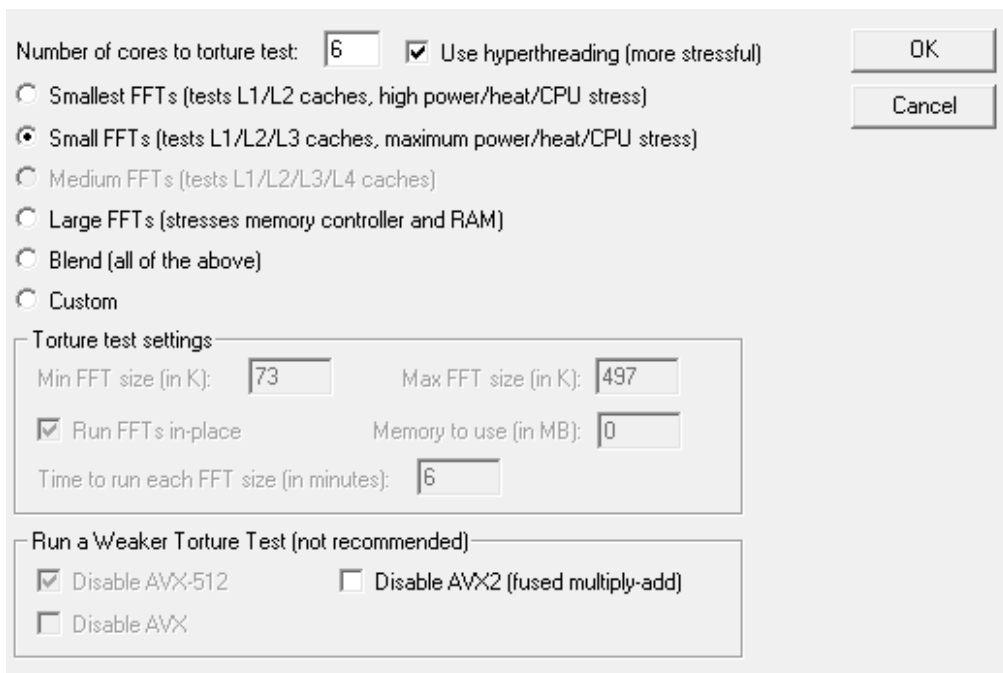 Number of cores to torture test: 6 Use hyperthreading (more stressful) OK
Smallest FFTs (tests L1/L2 caches, high power/heat/CPU stress) Cancel
Small FFTs (tests L1/L2/L3 caches, maximum power/heat/CPU stress)
Medium FFTs (tests L1/L2/L3/L4 caches)
Large FFTs (stresses memory controller and RAM)
Blend (all of the above)
Custom
Torture test settings
Min FFT size (in K): 73 Max FFT size (in K): 497
Run FFTs in-place Memory to use (in MB): 0
Time to run each FFT size (in minutes): 6
Run a Weaker Torture Test (not recommended)
Disable AVX-512 Disable AVX2 (fused multiply-add)
Disable AVX